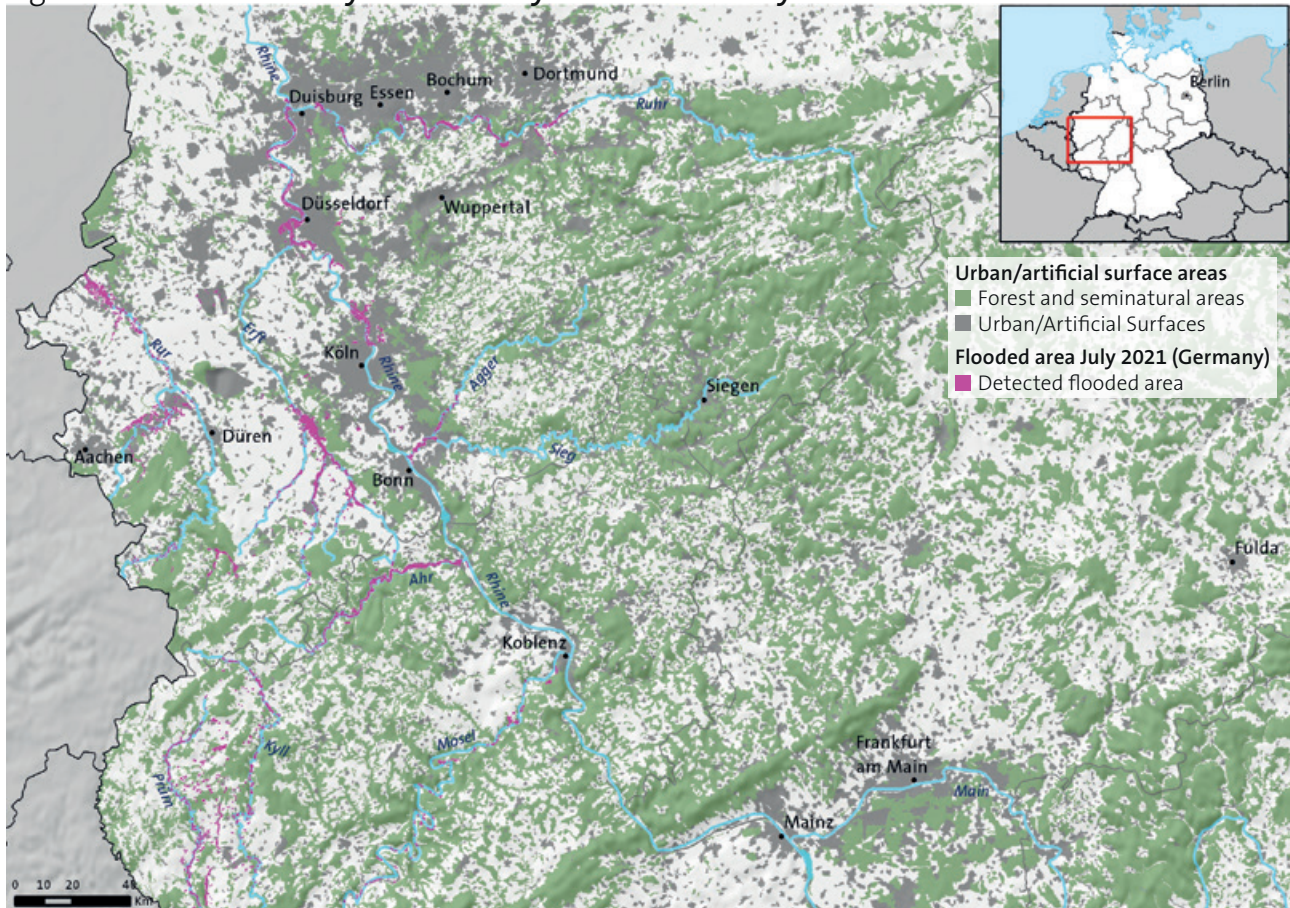 Rhine
Dortmund
Bochum
Essen
Duisburg
Ruhr
Berlin
Düsseldorf
Wuppertal
Urban/artificial surface areas
Forest and seminatural areas
Urban/Artificial Surfaces
Flooded area July 2021 (Germany)
Detected flooded area
Rur
Erft
Köln
Rhine
Agger
Siegen
Düren
Aachen
Sieg
Bonn
Fulda
Ahr
Rhine
Koblenz
Mosel
Kyll
Prüm
Frankfurt
am Main
Main
Mainz
0 10 20 40
Km